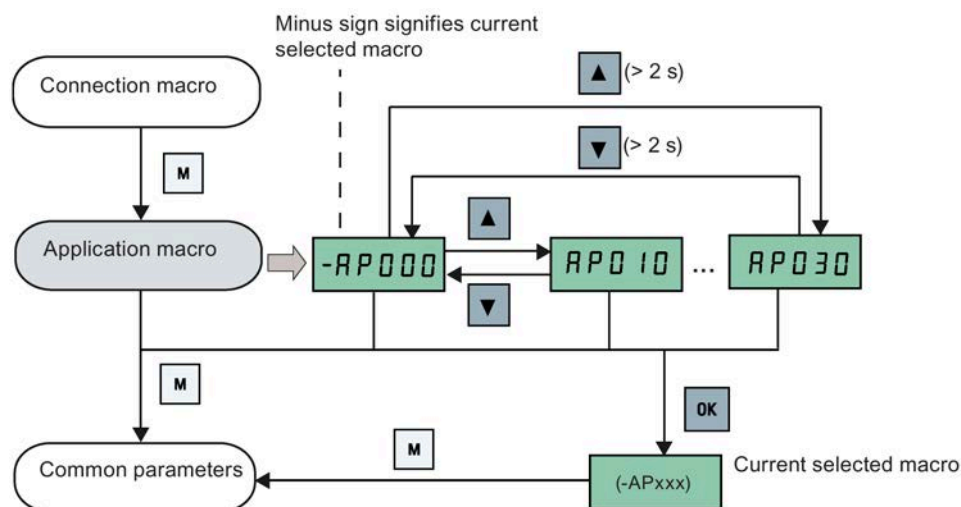 Minus sign signifies current
selected macro
▲ (> 2 s)
Connection macro
▼ (> 2 s)
M
Application macro
▲
-AP000
AP010
...
AP030
▼
M
OK
M
Common parameters
(-APxxx)
Current selected macro